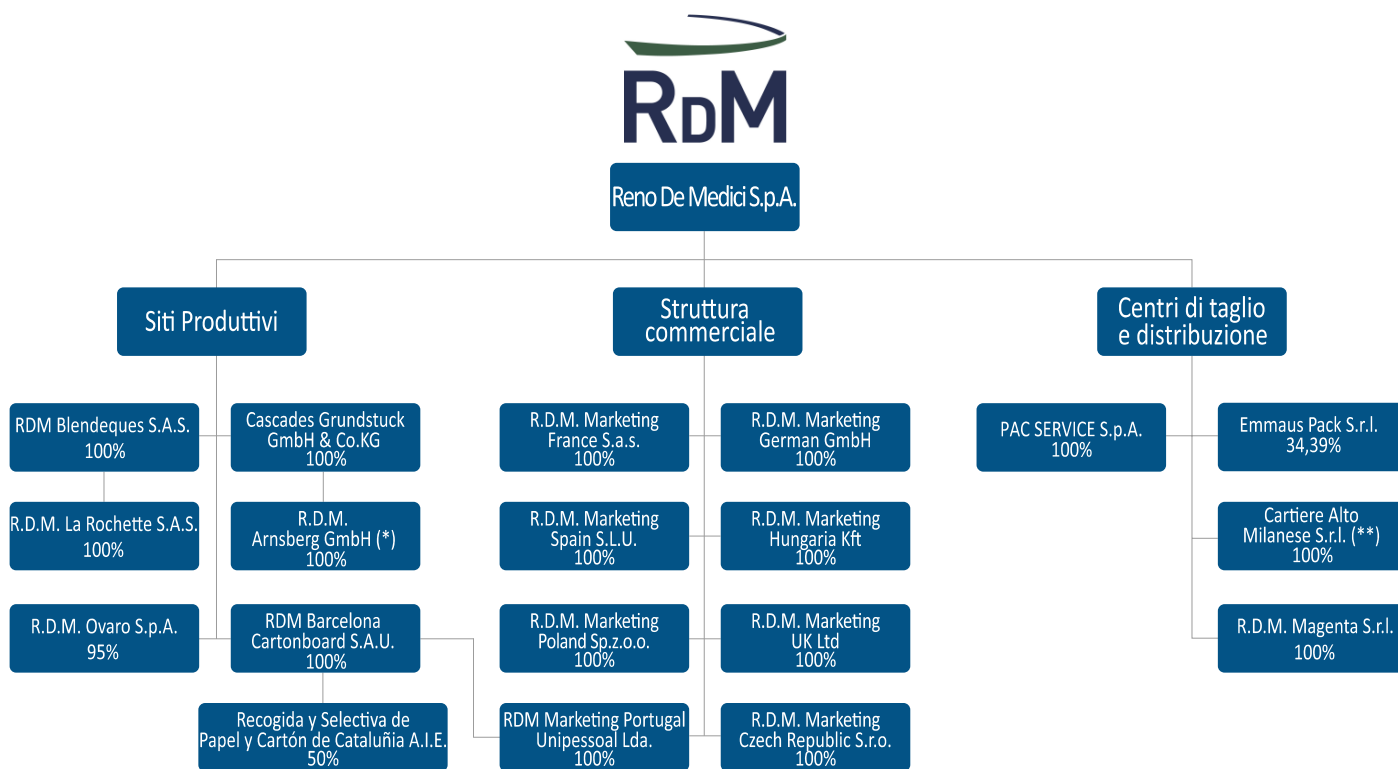 RDM
Reno De Medici S.p.A.
Siti Produttivi
Struttura
commerciale
Centri di taglio
e distribuzione
RDM Blendeques S.A.S.
100%
Cascades Grundstuck
GmbH & Co.KG
100%
R.D.M. La Rochette S.A.S.
100%
R.D.M.
Arnsberg GmbH (*)
100%
R.D.M. Ovaro S.p.A.
95%
RDM Barcelona
Cartonboard S.A.U.
100%
Recogida y Selectiva de
Papel y Cartón de Cataluñia A.I.E.
50%
R.D.M. Marketing
France S.a.s.
100%
R.D.M. Marketing
German GmbH
100%
R.D.M. Marketing
Spain S.L.U.
100%
R.D.M. Marketing
Hungaria Kft
100%
R.D.M. Marketing
Poland Sp.z.o.o.
100%
R.D.M. Marketing
UK Ltd
100%
RDM Marketing Portugal
Unipessoal Lda.
100%
R.D.M. Marketing
Czech Republic S.r.o.
100%
PAC SERVICE S.p.A.
100%
Emmaus Pack S.r.l.
34,39%
Cartiere Alto
Milanese S.r.l. (**)
100%
R.D.M. Magenta S.r.l.
100%